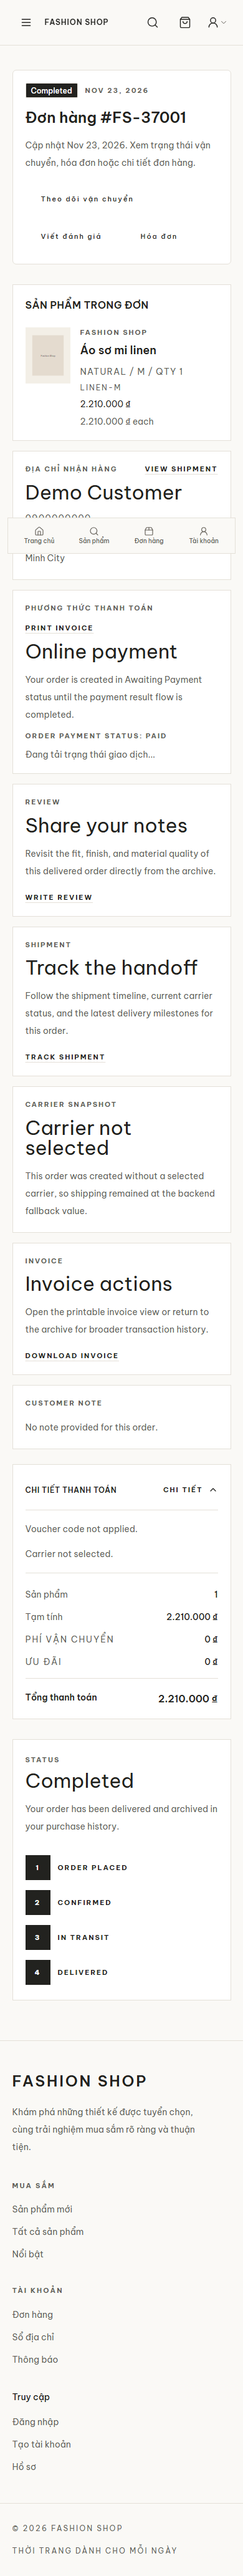 FASHION SHOP
Completed
NOV 23, 2026
Đơn hàng #FS-37001
Cập nhật Nov 23, 2026. Xem trạng thái vận
chuyển, hóa đơn hoặc chi tiết đơn hàng.
Theo dõi vận chuyển
Viết đánh giá
Hóa đơn
SẢN PHẨM TRONG ĐƠN
FASHION SHOP
Áo sơ mi linen
NATURAL / M / QTY 1
LINEN-M
2.210.000 ₫
2.210.000 ₫ each
ĐỊA CHỈ NHẬN HÀNG
VIEW SHIPMENT
Demo Customer
Trang chủ
Sản phẩm
Đơn hàng
Tài khoản
Minh City
PHƯƠNG THỨC THANH TOÁN
PRINT INVOICE
Online payment
Your order is created in Awaiting Payment
status until the payment result flow is
completed.
ORDER PAYMENT STATUS: PAID
Đang tải trạng thái giao dịch...
REVIEW
Share your notes
Revisit the fit, finish, and material quality of
this delivered order directly from the archive.
WRITE REVIEW
SHIPMENT
Track the handoff
Follow the shipment timeline, current carrier
status, and the latest delivery milestones for
this order.
TRACK SHIPMENT
CARRIER SNAPSHOT
Carrier not
selected
This order was created without a selected
carrier, so shipping remained at the backend
fallback value.
INVOICE
Invoice actions
Open the printable invoice view or return to
the archive for broader transaction history.
DOWNLOAD INVOICE
CUSTOMER NOTE
No note provided for this order.
CHI TIẾT THANH TOÁN
CHI TIẾT
Voucher code not applied.
Carrier not selected.
Sản phẩm
1
Tạm tính
2.210.000 ₫
PHÍ VẬN CHUYỂN
0 ₫
ƯU ĐÃI
0 ₫
Tổng thanh toán
2.210.000 ₫
STATUS
Completed
Your order has been delivered and archived in
your purchase history.
1
ORDER PLACED
2
CONFIRMED
3
IN TRANSIT
4
DELIVERED
FASHION SHOP
Khám phá những thiết kế được tuyển chọn,
cùng trải nghiệm mua sắm rõ ràng và thuận
tiện.
MUA SẮM
Sản phẩm mới
Tất cả sản phẩm
Nổi bật
TÀI KHOẢN
Đơn hàng
Sổ địa chỉ
Thông báo
Truy cập
Đăng nhập
Tạo tài khoản
Hồ sơ
© 2026 FASHION SHOP
THỜI TRANG DÀNH CHO MỖI NGÀY